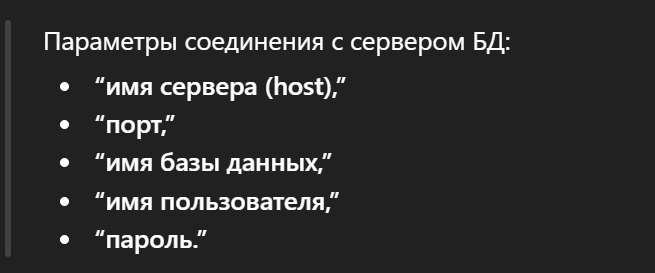 Параметры соединения с сервером БД:
• “имя сервера (host),”
• “порт,”
• “имя базы данных,”
• “имя пользователя,”
• “пароль.”